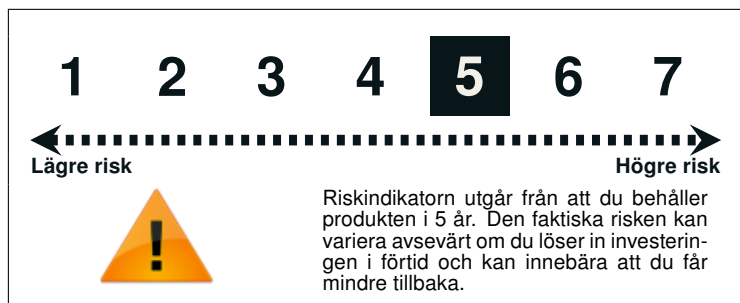 1 2 3 4 5 6 7
Lägre risk Högre risk
Riskindikatorn utgår från att du behåller
produkten i 5 år. Den faktiska risken kan
variera avsevärt om du löser in investerin-
gen i förtid och kan innebära att du får
mindre tillbaka.